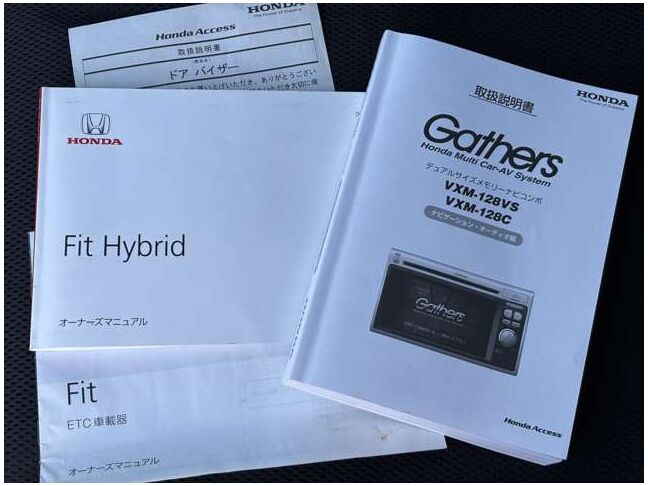 HONDA
The Power of Dreams
Honda Access
取扱説明書
ドア バイザー
HONDA
Fit Hybrid
オーナーズマニュアル
Fit
ETC車載器
オーナーズマニュアル
取扱説明書
HONDA
The Power of Dreams
Gathers
Honda Multi Car-AV System
デュアルサイズメモリーナビコンポ
VXM-128VS
VXM-128C
ナビゲーション・オーディオ編
Gathers
Honda Access